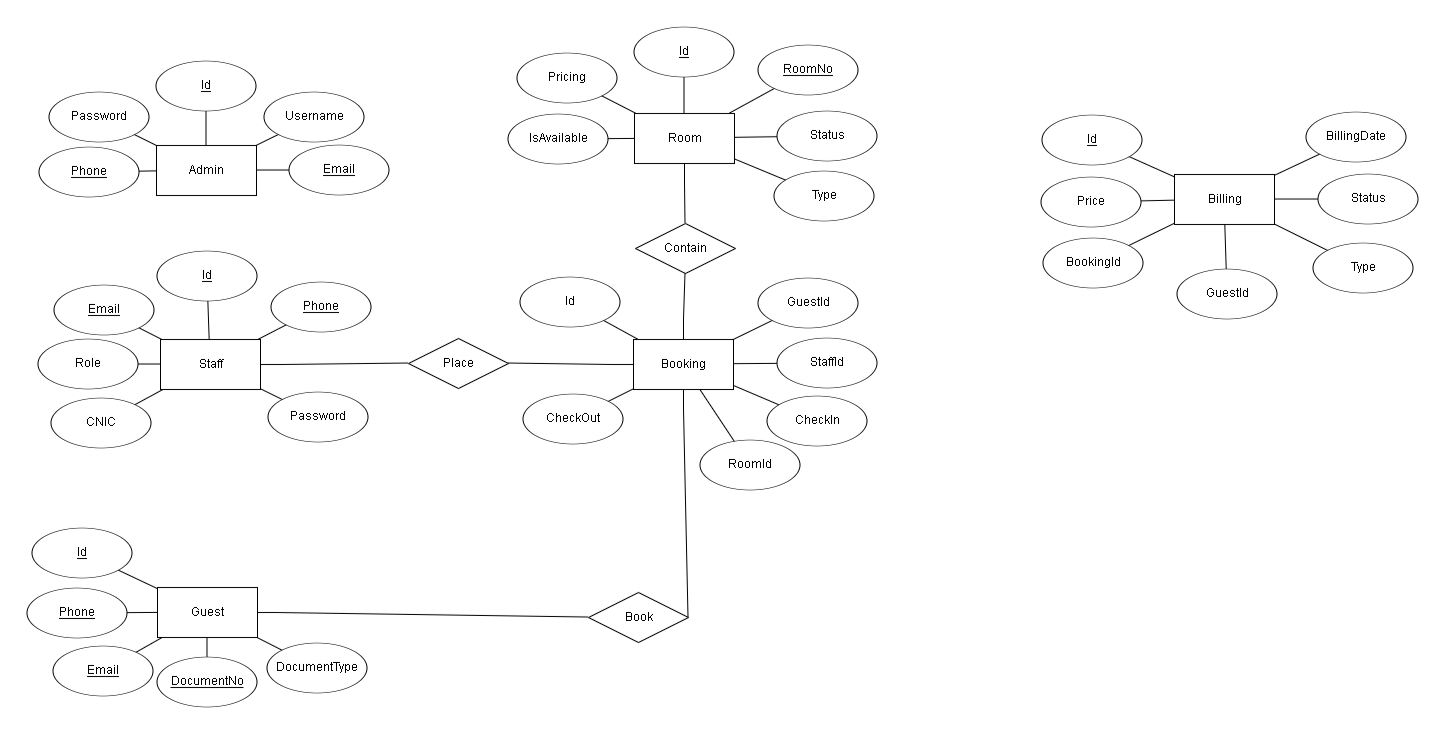 Id
Password
Username
Phone
Admin
Email
Id
Pricing
RoomNo
IsAvailable
Room
Status
Type
Contain
Id
BillingDate
Price
Billing
Status
BookingId
GuestId
Type
Id
Email
Phone
Role
Staff
CNIC
Password
Place
Id
GuestId
Booking
StaffId
CheckOut
CheckIn
RoomId
Id
Phone
Guest
Email
DocumentNo
DocumentType
Book